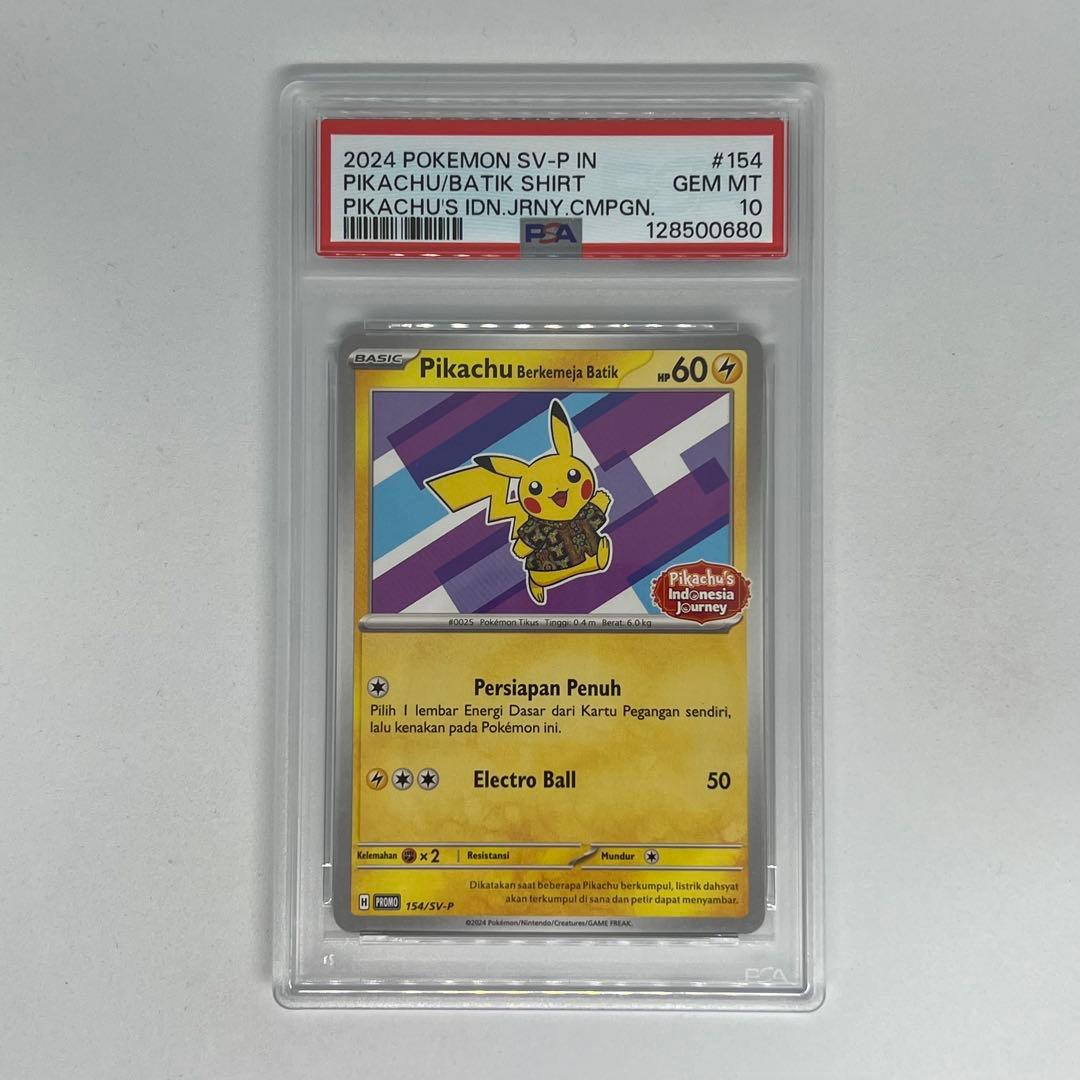 2024 POKEMON SV-P IN #154
PIKACHU/BATIK SHIRT GEM MT
PIKACHU'S IDN.JRNY.CMPGN. 10
PSA 128500680
BASIC Pikachu Berkemeja Batik HP 60
Pikachu's
Indonesia
Journey
#0025 Pokémon Tikus Tinggi: 0.4 m Berat: 6.0 kg
Persiapan Penuh
Pilih 1 lembar Energi Dasar dari Kartu Pegangan sendiri,
lalu kenakan pada Pokémon ini.
Electro Ball 50
Kelemahan ×2 Resistansi Mundur
Dikatakan saat beberapa Pikachu berkumpul, listrik dahsyat
akan terkumpul di sana dan petir dapat menyambar.
H PROMO 154/SV-P
©2024 Pokémon/Nintendo/Creatures/GAME FREAK.
PSA